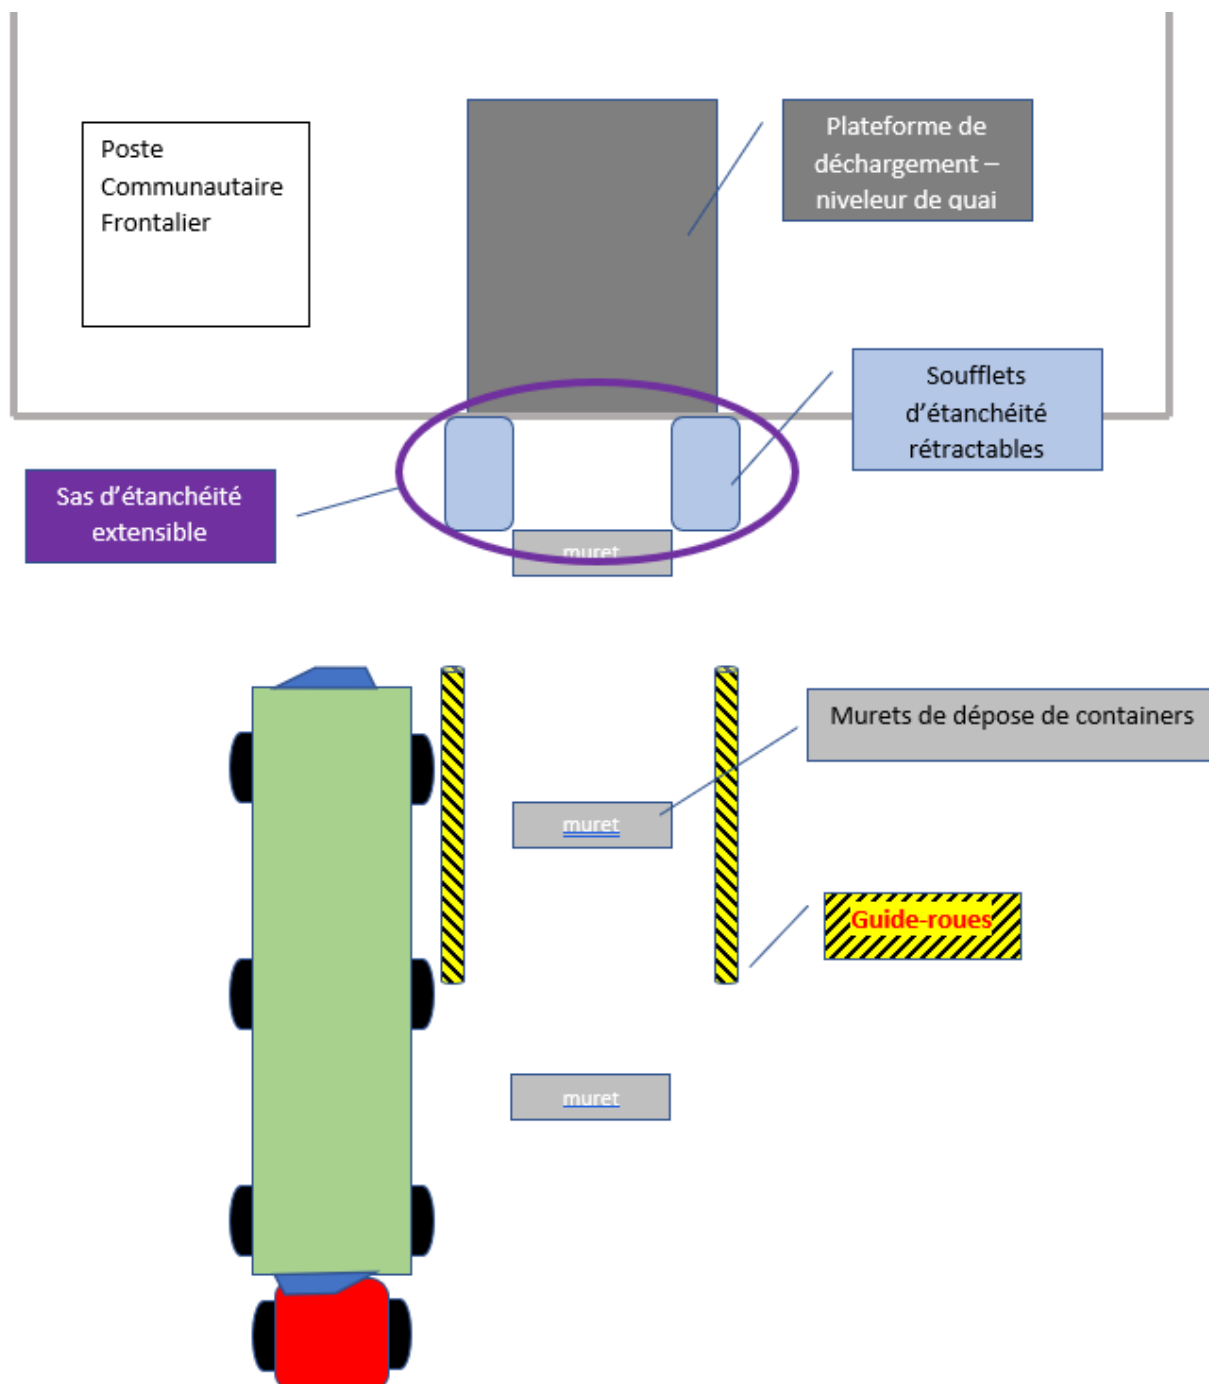 Poste
Communautaire
Frontalier
Plateforme de
déchargement –
niveleur de quai
Soufflets
d’étanchéité
rétractables
Sas d’étanchéité
extensible
muret
Murets de dépose de containers
muret
Guide-roues
muret